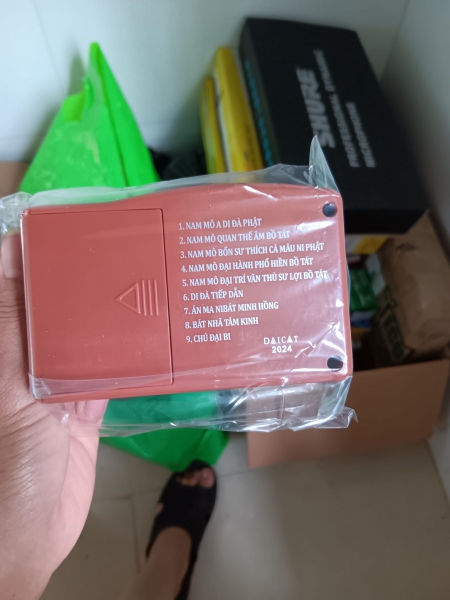 1. NAM MÔ A DI ĐÀ PHẬT
2. NAM MÔ QUAN THẾ ÂM BỒ TÁT
3. NAM MÔ BỔN SƯ THÍCH CA MÂU NI PHẬT
4. NAM MÔ ĐẠI HÀNH PHỔ HIỀN BỒ TÁT
5. NAM MÔ ĐẠI TRÍ VĂN THÙ SƯ LỢI BỒ TÁT
6. DI ĐÀ TIẾP DẪN
7. ÁN MA NIBÁT MINH HỒNG
8. BÁT NHÃ TÂM KINH
9. CHÚ ĐẠI BI
DAICAT
2024
SHURE
PROFESSIONAL DYNAMIC
MICROPHONE